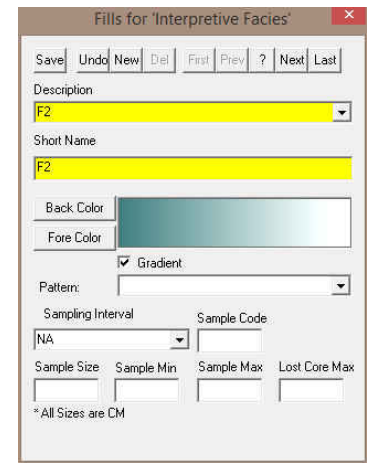 Fills for 'Interpretive Facies'
Save Undo New Del First Prev ? Next Last
Description
F2
Short Name
F2
Back Color
Fore Color
Gradient
Pattern:
Sampling Interval Sample Code
NA
Sample Size Sample Min Sample Max Lost Core Max
* All Sizes are CM